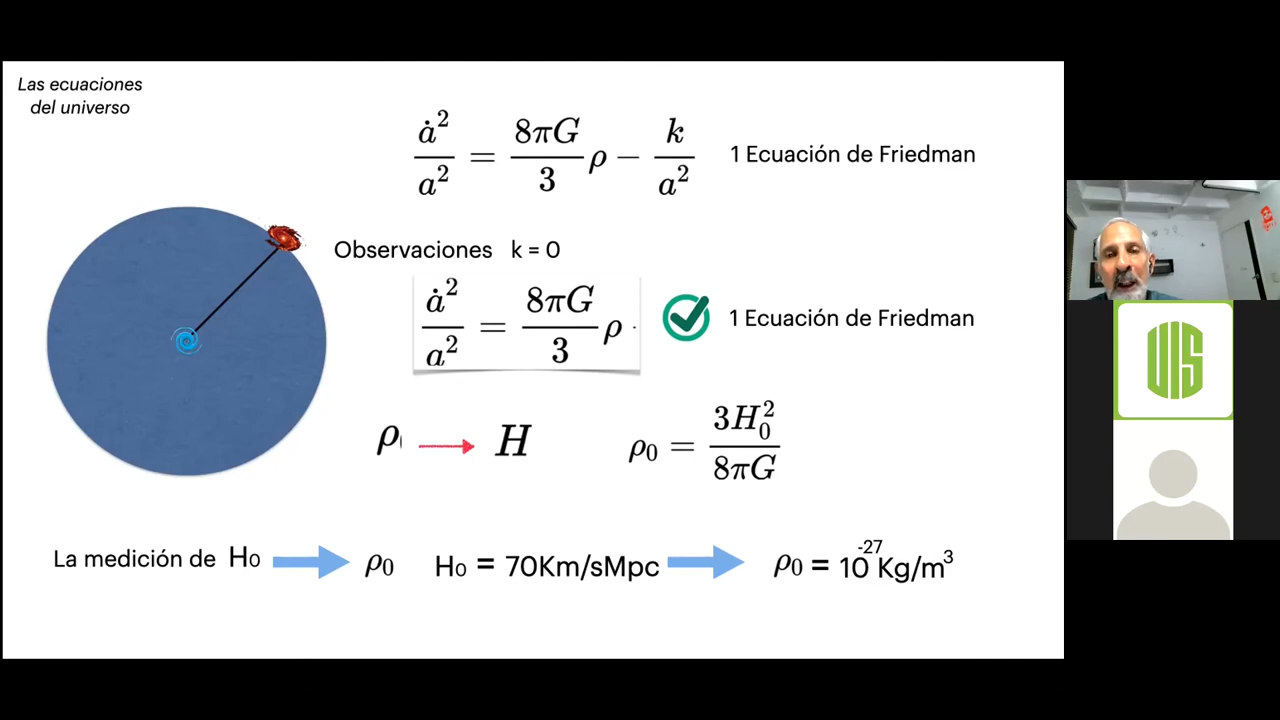 Las ecuaciones
del universo
ȧ²/a² = 8πG/3 ρ − k/a² 1 Ecuación de Friedman
Observaciones k = 0
ȧ²/a² = 8πG/3 ρ 1 Ecuación de Friedman
ρ → H ρ₀ = 3H₀²/8πG
La medición de H₀ → ρ₀ H₀ = 70Km/sMpc → ρ₀ = 10⁻²⁷ Kg/m³
UIS